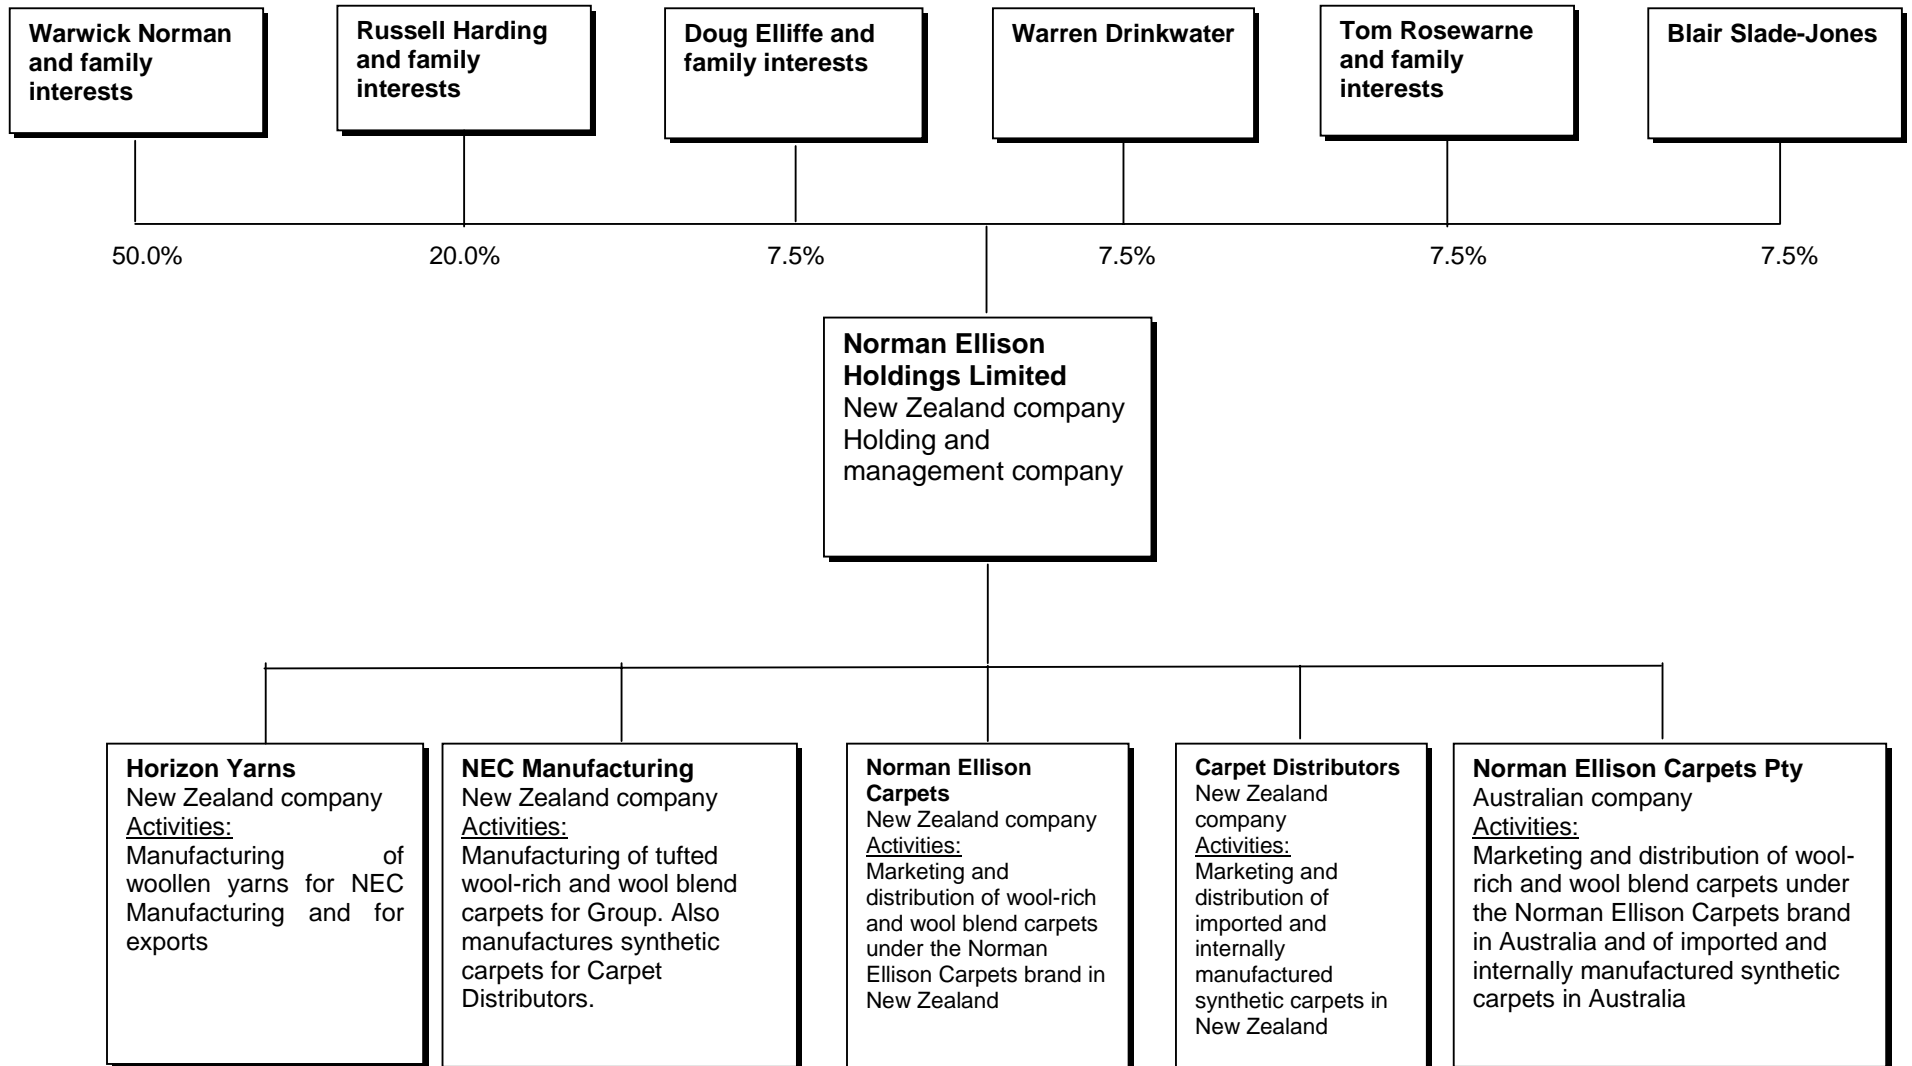 Warwick Norman
and family
interests
Russell Harding
and family
interests
Doug Elliffe and
family interests
Warren Drinkwater
Tom Rosewarne
and family
interests
Blair Slade-Jones
50.0%
20.0%
7.5%
7.5%
7.5%
7.5%
Norman Ellison
Holdings Limited
New Zealand company
Holding and
management company
Horizon Yarns
New Zealand company
Activities:
Manufacturing of
woollen yarns for NEC
Manufacturing and for
exports
NEC Manufacturing
New Zealand company
Activities:
Manufacturing of tufted
wool-rich and wool blend
carpets for Group. Also
manufactures synthetic
carpets for Carpet
Distributors.
Norman Ellison
Carpets
New Zealand company
Activities:
Marketing and
distribution of wool-rich
and wool blend carpets
under the Norman
Ellison Carpets brand in
New Zealand
Carpet Distributors
New Zealand
company
Activities:
Marketing and
distribution of
imported and
internally
manufactured
synthetic carpets in
New Zealand
Norman Ellison Carpets Pty
Australian company
Activities:
Marketing and distribution of wool-
rich and wool blend carpets under
the Norman Ellison Carpets brand
in Australia and of imported and
internally manufactured synthetic
carpets in Australia